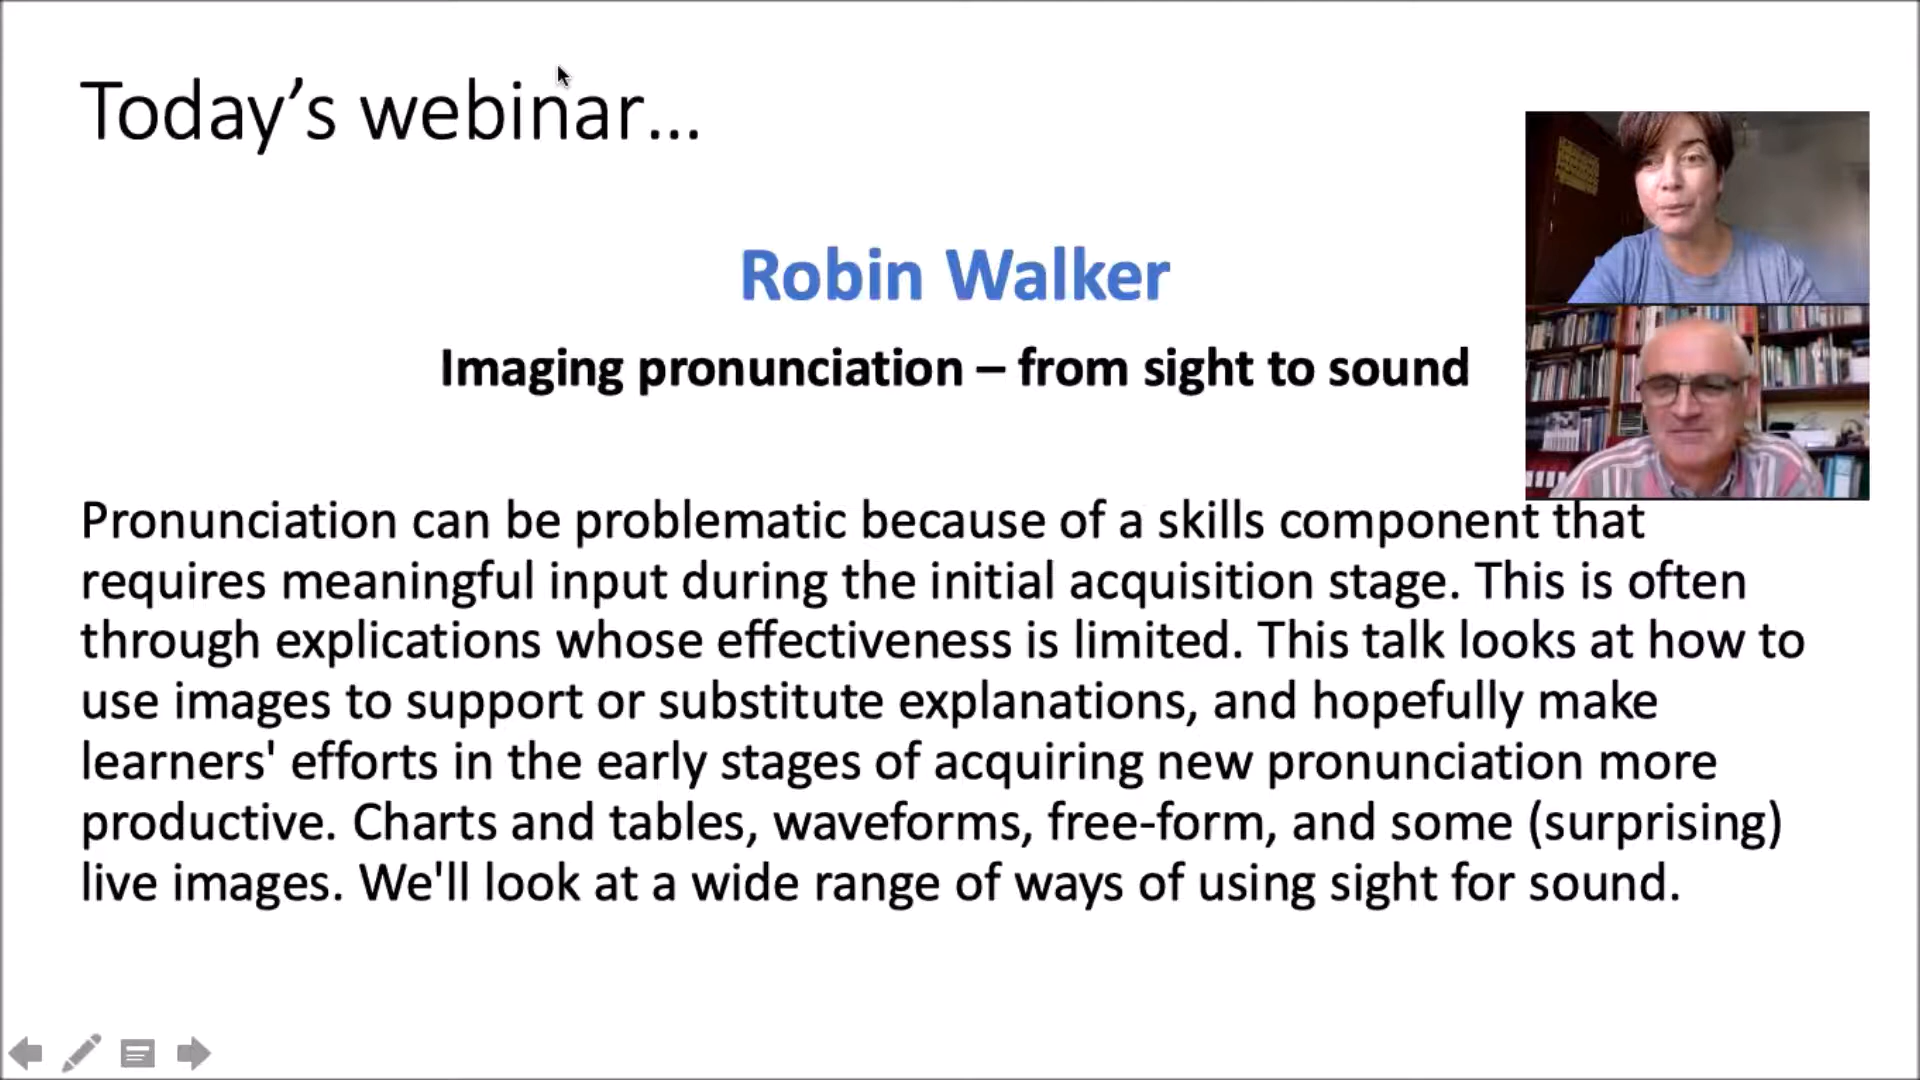 Today’s webinar...
Robin Walker
Imaging pronunciation – from sight to sound
Pronunciation can be problematic because of a skills component that
requires meaningful input during the initial acquisition stage. This is often
through explications whose effectiveness is limited. This talk looks at how to
use images to support or substitute explanations, and hopefully make
learners' efforts in the early stages of acquiring new pronunciation more
productive. Charts and tables, waveforms, free-form, and some (surprising)
live images. We'll look at a wide range of ways of using sight for sound.